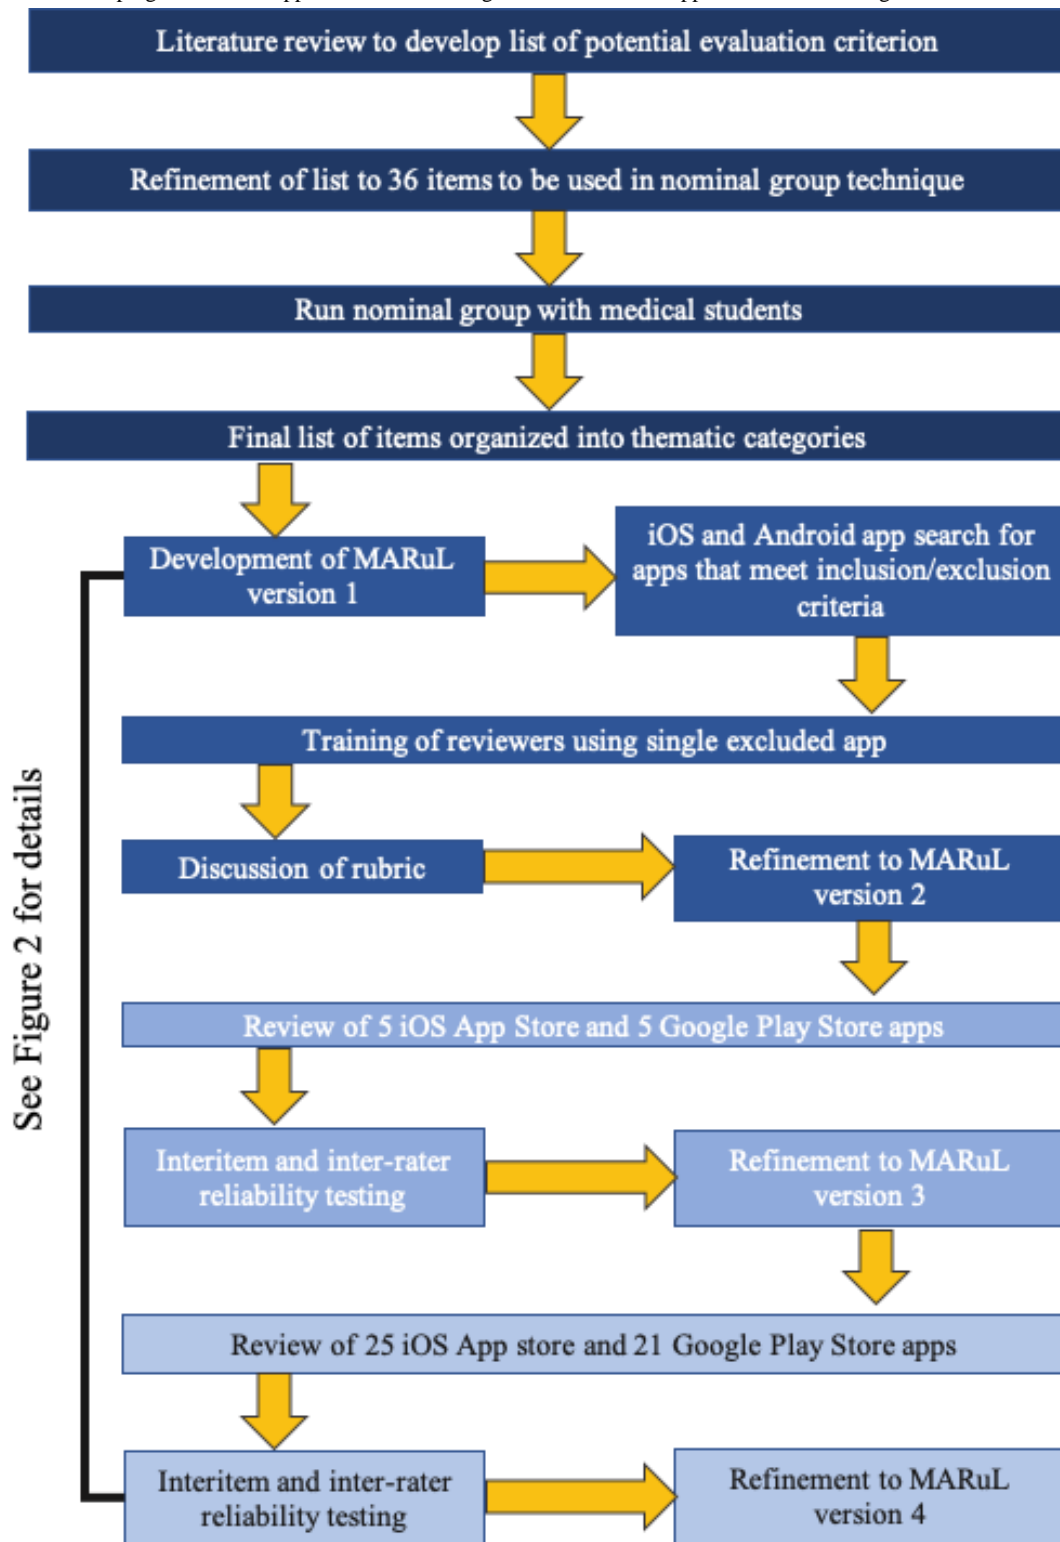 Literature review to develop list of potential evaluation criterion
Refinement of list to 36 items to be used in nominal group technique
Run nominal group with medical students
Final list of items organized into thematic categories
Development of MARuL
version 1
iOS and Android app search for
apps that meet inclusion/exclusion
criteria
Training of reviewers using single excluded app
Discussion of rubric
Refinement to MARuL
version 2
See Figure 2 for details
Review of 5 iOS App Store and 5 Google Play Store apps
Interitem and inter-rater
reliability testing
Refinement to MARuL
version 3
Review of 25 iOS App store and 21 Google Play Store apps
Interitem and inter-rater
reliability testing
Refinement to MARuL
version 4